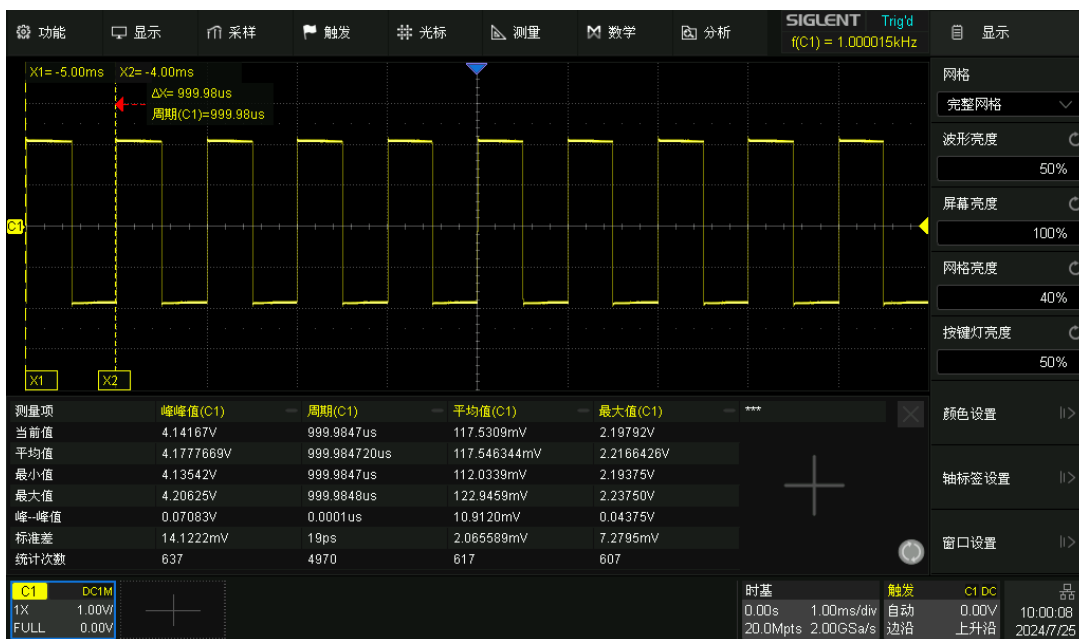 功能 显示 采样 触发 光标 测量 数学 分析 SIGLENT Trig'd
f(C1) = 1.000015kHz
显示
X1= -5.00ms X2= -4.00ms
ΔX= 999.98us
周期(C1)=999.98us
C1
X1 X2
网格
完整网格
波形亮度
50%
屏幕亮度
100%
网格亮度
40%
按键灯亮度
50%
颜色设置
轴标签设置
窗口设置
测量项 峰峰值(C1) 周期(C1) 平均值(C1) 最大值(C1) ***
当前值 4.14167V 999.9847us 117.5309mV 2.19792V
平均值 4.1777669V 999.984720us 117.546344mV 2.2166426V
最小值 4.13542V 999.9847us 112.0339mV 2.19375V
最大值 4.20625V 999.9848us 122.9459mV 2.23750V
峰--峰值 0.07083V 0.0001us 10.9120mV 0.04375V
标准差 14.1222mV 19ps 2.065589mV 7.2795mV
统计次数 637 4970 617 607
C1 DC1M
1X 1.00V/
FULL 0.00V
时基
0.00s 1.00ms/div
20.0Mpts 2.00GSa/s
触发 C1 DC
自动 0.00V
边沿 上升沿
10:00:08
2024/7/25